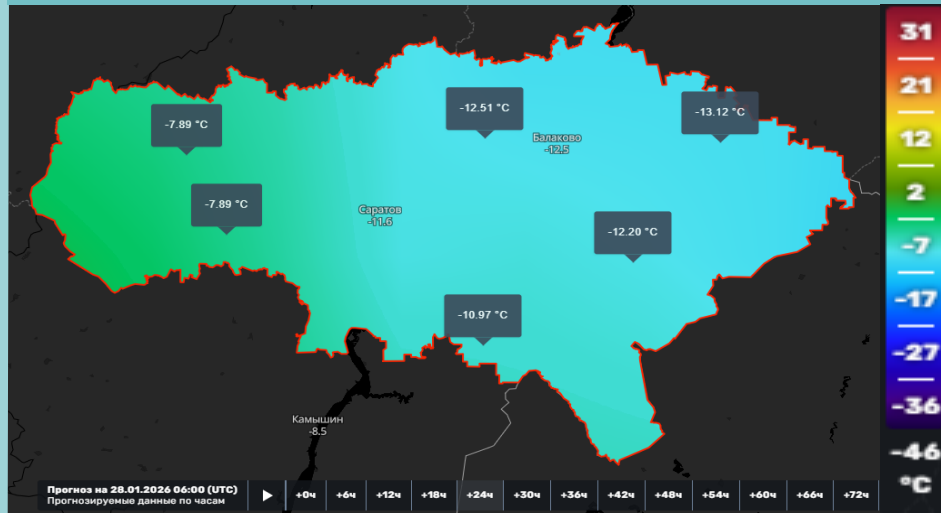 31
21
12
2
-7
-17
-27
-36
-46
°C
-7.89 °C
-12.51 °C
-13.12 °C
Балаково
-12.5
-7.89 °C
Саратов
-11.6
-12.20 °C
-10.97 °C
Камышин
-8.5
Прогноз на 28.01.2026 06:00 (UTC)
Прогнозируемые данные по часам
+0ч +6ч +12ч +18ч +24ч +30ч +36ч +42ч +48ч +54ч +60ч +66ч +72ч